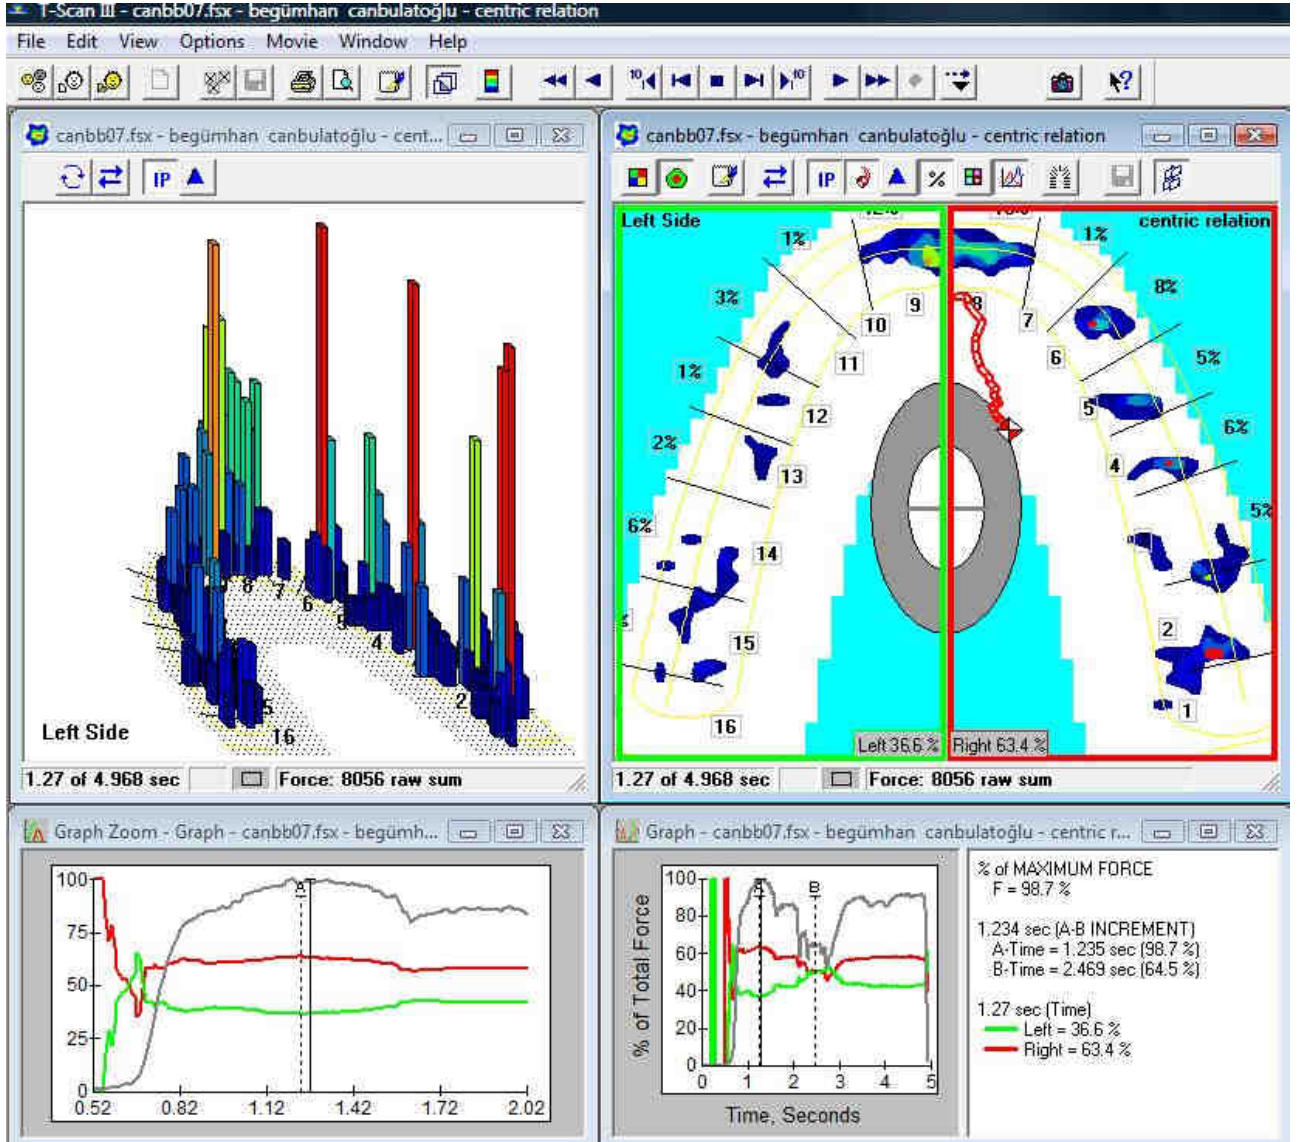 T-Scan III - canbb07.fsx - begümhan canbulatoğlu - centric relation
File Edit View Options Movie Window Help
canbb07.fsx - begümhan canbulatoğlu - cent...
IP
9 8 7 6 5 4 2
5 16
Left Side
1.27 of 4.968 sec
Force: 8056 raw sum
canbb07.fsx - begümhan canbulatoğlu - centric relation
IP %
Left Side
centric relation
1% 1%
3% 8%
1% 5%
2% 6%
6% 5%
9 8
10 7
11 6
12 5
13 4
14
15 2
16 1
Left 36.6 % Right 63.4 %
1.27 of 4.968 sec
Force: 8056 raw sum
Graph Zoom - Graph - canbb07.fsx - begümh...
100
75
50
25
0
A
0.52 0.82 1.12 1.42 1.72 2.02
Graph - canbb07.fsx - begümhan canbulatoğlu - centric r...
% of Total Force
100
80
60
40
20
0
A B
0 1 2 3 4 5
Time, Seconds
% of MAXIMUM FORCE
F = 98.7 %
1.234 sec (A-B INCREMENT)
A-Time = 1.235 sec (98.7 %)
B-Time = 2.469 sec (64.5 %)
1.27 sec (Time)
Left = 36.6 %
Right = 63.4 %